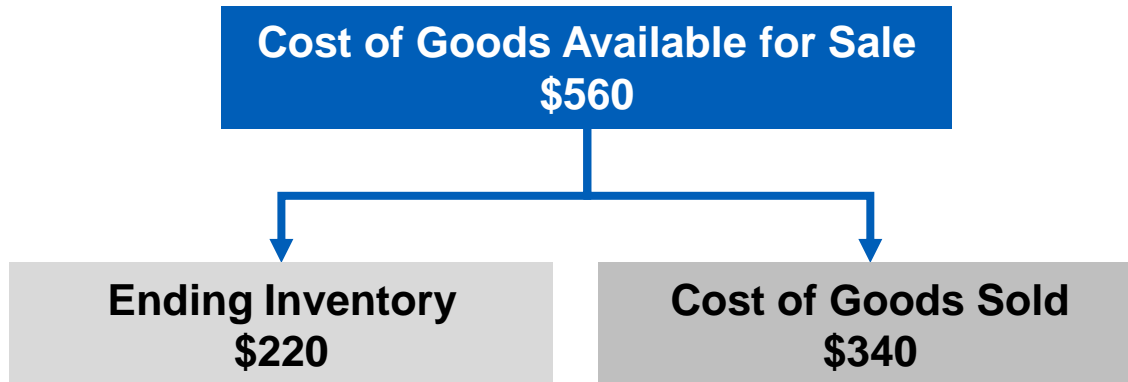 Cost of Goods Available for Sale
$560
Ending Inventory
$220
Cost of Goods Sold
$340